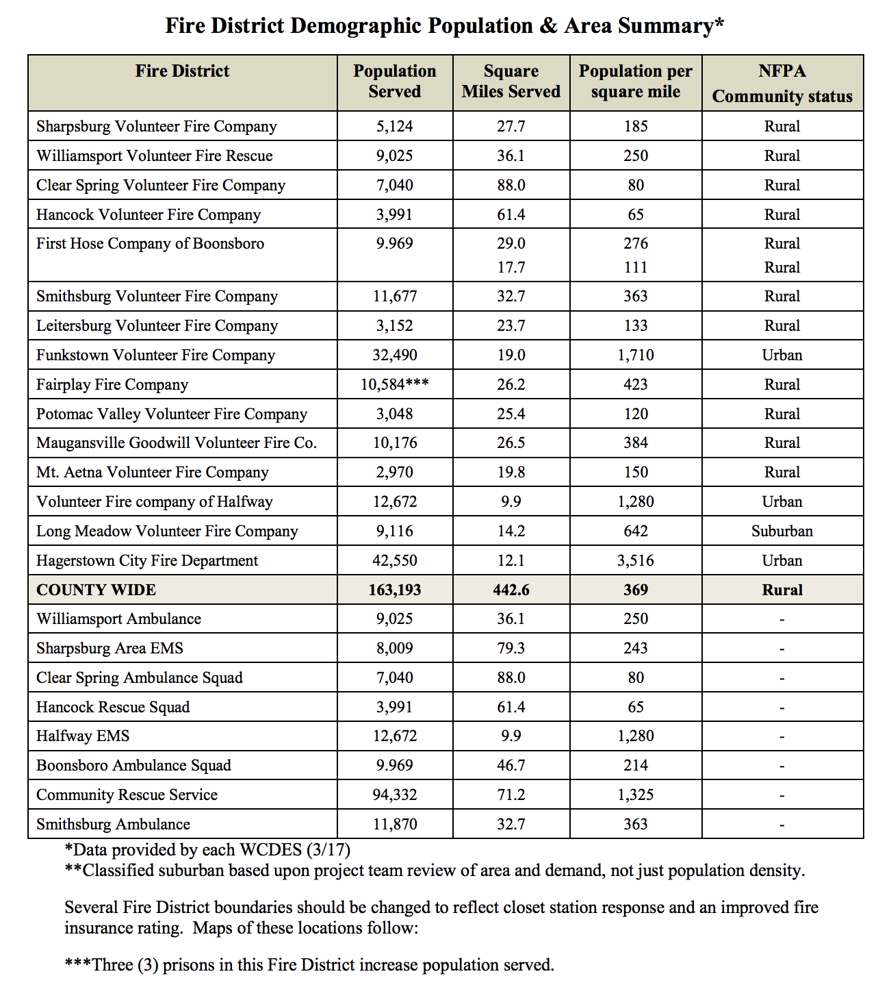 Fire District Demographic Population & Area Summary*
Fire District Population Served Square Miles Served Population per square mile NFPA Community status
Sharpsburg Volunteer Fire Company 5,124 27.7 185 Rural
Williamsport Volunteer Fire Rescue 9,025 36.1 250 Rural
Clear Spring Volunteer Fire Company 7,040 88.0 80 Rural
Hancock Volunteer Fire Company 3,991 61.4 65 Rural
First Hose Company of Boonsboro 9.969 29.0 276 Rural
17.7 111 Rural
Smithsburg Volunteer Fire Company 11,677 32.7 363 Rural
Leitersburg Volunteer Fire Company 3,152 23.7 133 Rural
Funkstown Volunteer Fire Company 32,490 19.0 1,710 Urban
Fairplay Fire Company 10,584*** 26.2 423 Rural
Potomac Valley Volunteer Fire Company 3,048 25.4 120 Rural
Maugansville Goodwill Volunteer Fire Co. 10,176 26.5 384 Rural
Mt. Aetna Volunteer Fire Company 2,970 19.8 150 Rural
Volunteer Fire company of Halfway 12,672 9.9 1,280 Urban
Long Meadow Volunteer Fire Company 9,116 14.2 642 Suburban
Hagerstown City Fire Department 42,550 12.1 3,516 Urban
COUNTY WIDE 163,193 442.6 369 Rural
Williamsport Ambulance 9,025 36.1 250 -
Sharpsburg Area EMS 8,009 79.3 243 -
Clear Spring Ambulance Squad 7,040 88.0 80 -
Hancock Rescue Squad 3,991 61.4 65 -
Halfway EMS 12,672 9.9 1,280 -
Boonsboro Ambulance Squad 9.969 46.7 214 -
Community Rescue Service 94,332 71.2 1,325 -
Smithsburg Ambulance 11,870 32.7 363 -
*Data provided by each WCDES (3/17)
**Classified suburban based upon project team review of area and demand, not just population density.
Several Fire District boundaries should be changed to reflect closet station response and an improved fire
insurance rating. Maps of these locations follow:
***Three (3) prisons in this Fire District increase population served.